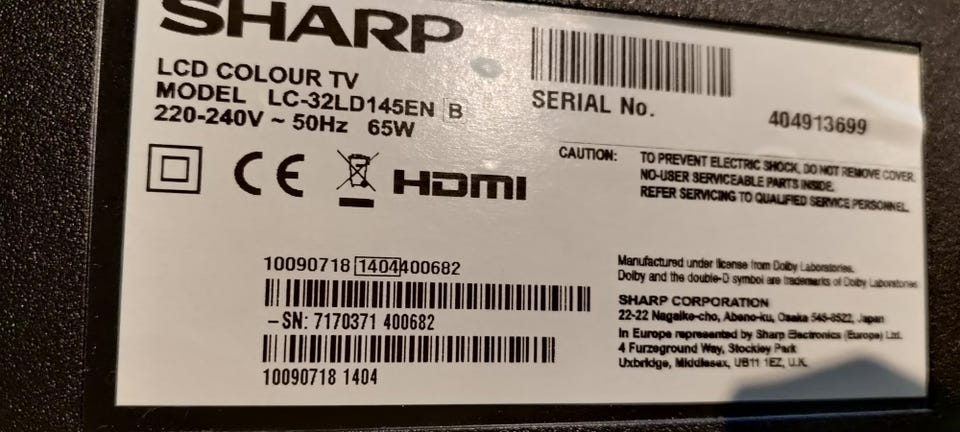 SHARP
LCD COLOUR TV
MODEL LC-32LD145EN B
220-240V ~ 50Hz 65W
CE
HDMI
SERIAL No.
404913699
CAUTION: TO PREVENT ELECTRIC SHOCK, DO NOT REMOVE COVER.
NO-USER SERVICEABLE PARTS INSIDE.
REFER SERVICING TO QUALIFIED SERVICE PERSONNEL.
10090718 1404400682
-SN: 7170371 400682
10090718 1404
Manufactured under license from Dolby Laboratories.
Dolby and the double-D symbol are trademarks of Dolby Laboratories
SHARP CORPORATION
22-22 Nagaike-cho, Abeno-ku, Osaka 545-8522, Japan
In Europe represented by Sharp Electronics (Europe) Ltd.
4 Furzeground Way, Stockley Park
Uxbridge, Middlesex, UB11 1EZ, U.K.